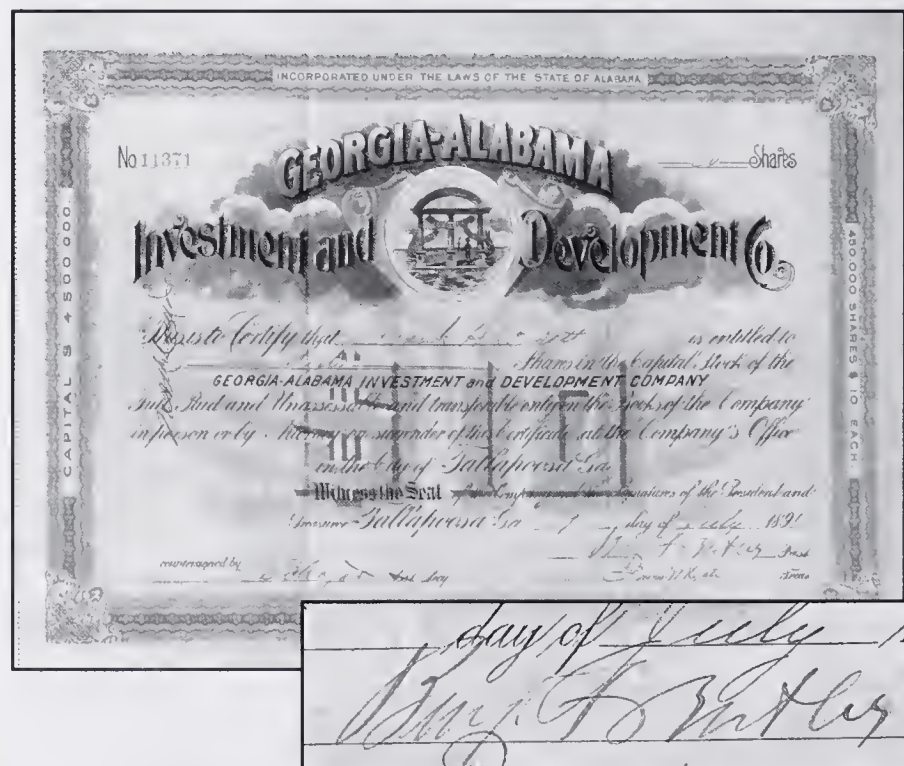 INCORPORATED UNDER THE LAWS OF THE STATE OF ALABAMA
No 11371
Shares
GEORGIA-ALABAMA
Investment and Development Co.
CAPITAL $ 4500000.
450,000 SHARES $ 10 EACH.
This is to Certify that is entitled to
Shares in the Capital Stock of the
GEORGIA-ALABAMA INVESTMENT and DEVELOPMENT COMPANY
Full Paid and Unassessable and transferable only on the Books of the Company
in person or by Attorney on surrender of this Certificate at the Company's Office
in the City of Tallapoosa Ga.
Witness the Seal of the Company and the Signatures of the President and
Treasurer Tallapoosa Ga day of July 189
Countersigned by
Pres
Treas
day of July
Benj. F. Butler